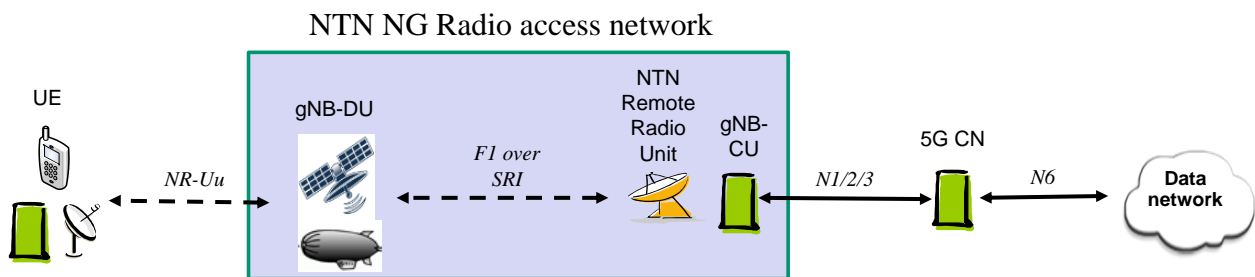 NTN NG Radio access network
UE
NR-Uu
gNB-DU
F1 over
SRI
NTN
Remote
Radio
Unit
gNB-
CU
N1/2/3
5G CN
N6
Data
network